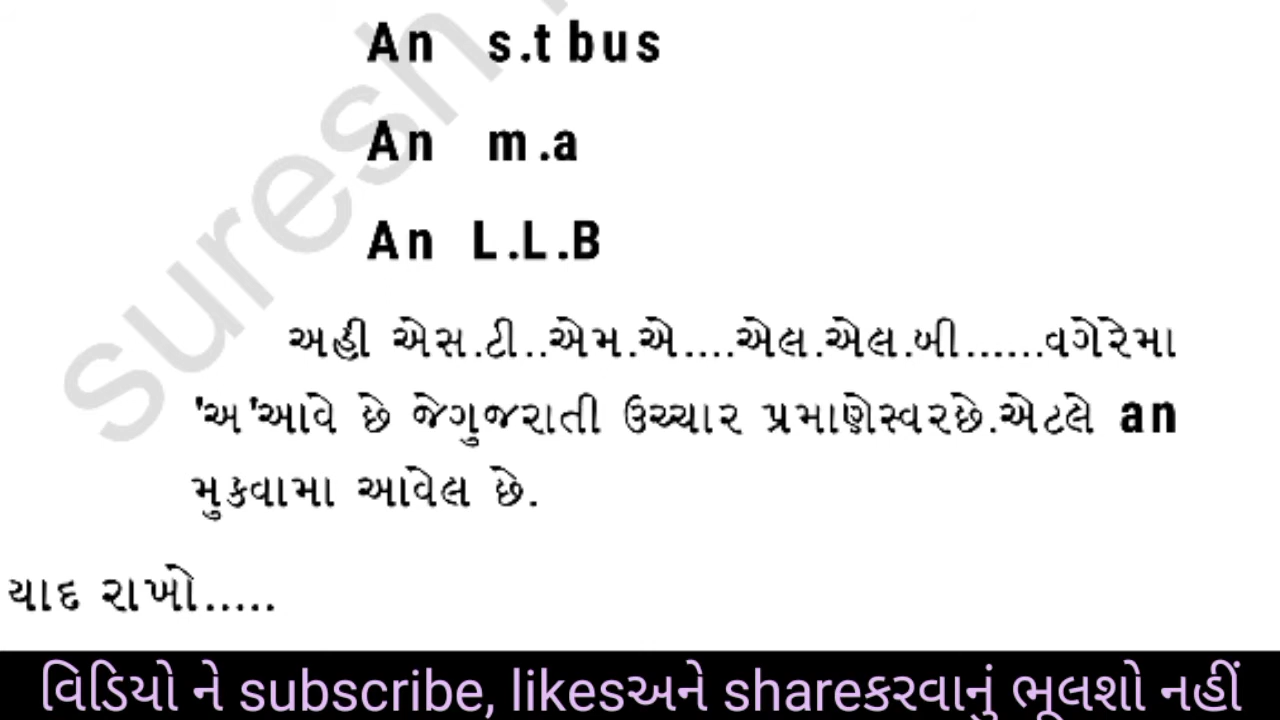 An s.t bus
An m.a
An L.L.B
અહી એસ.ટી..એમ.એ....એલ.એલ.બી......વગેરેમા
'અ'આવે છે જેગુજરાતી ઉચ્ચાર પ્રમાણેસ્વરછે.એટલે an
મુકવામા આવેલ છે.
યાદ રાખો.....
વિડિયો ને subscribe, likesઅને shareકરવાનું ભૂલશો નહીં
suresh